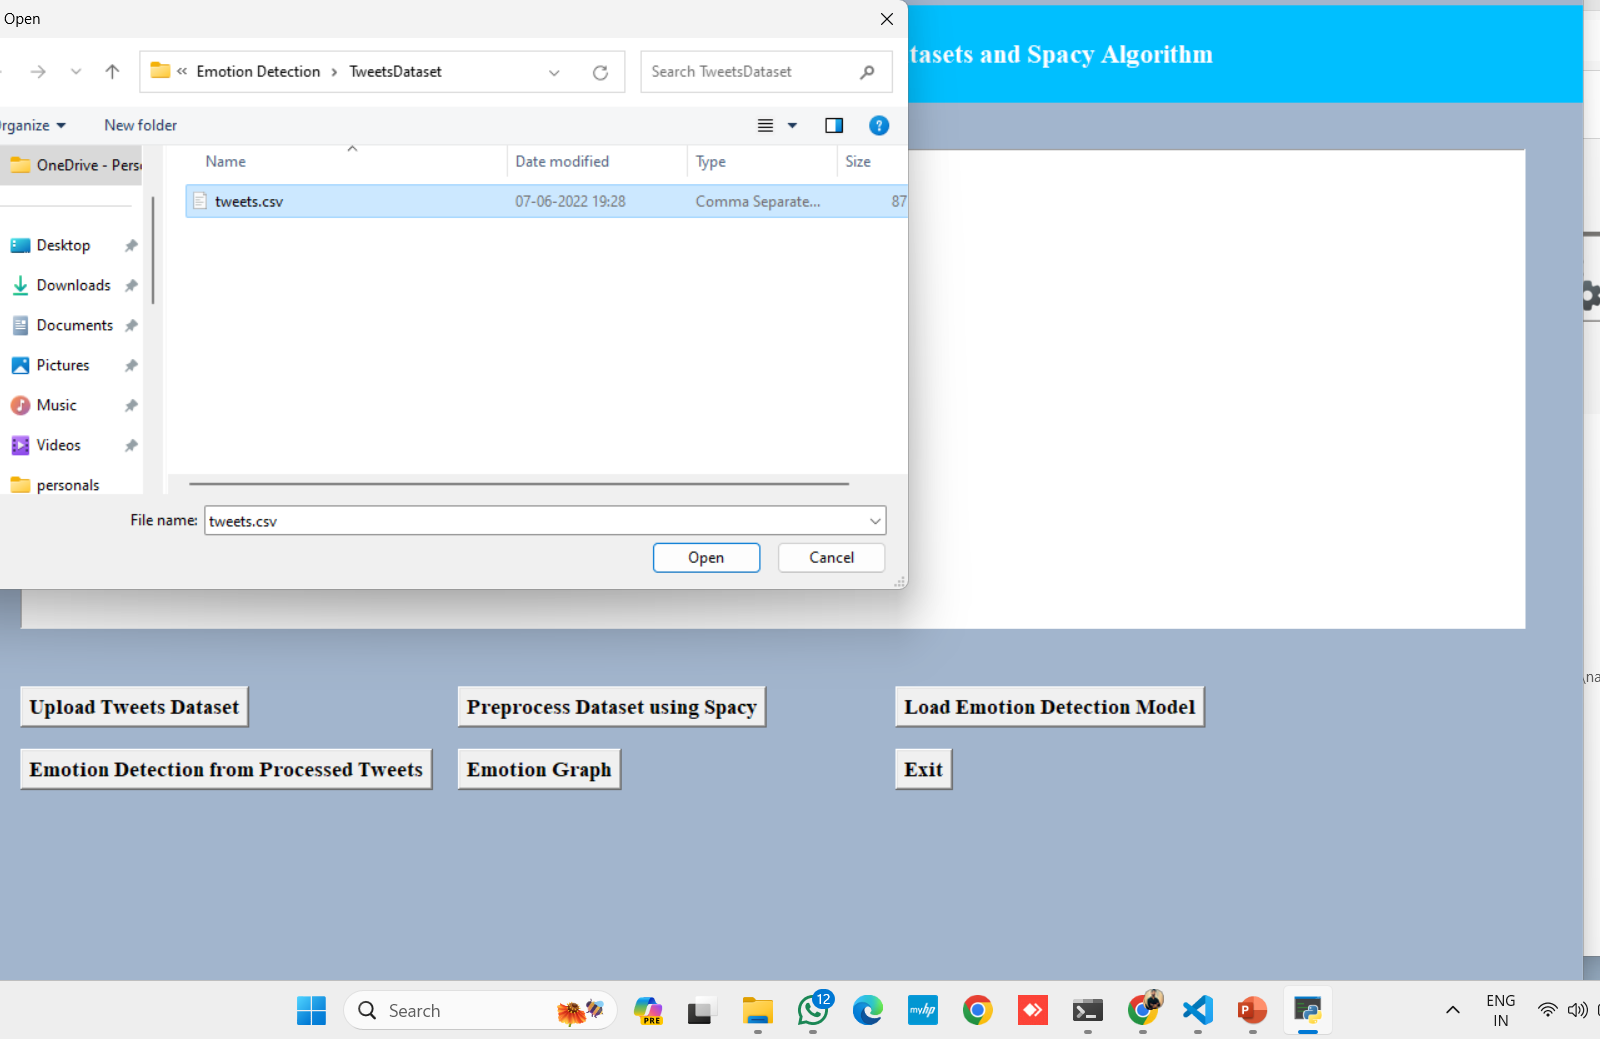 Open
tasets and Spacy Algorithm
« Emotion Detection › TweetsDataset
Search TweetsDataset
rganize
New folder
Name Date modified Type Size
OneDrive - Pers
tweets.csv 07-06-2022 19:28 Comma Separate... 87
Desktop
Downloads
Documents
Pictures
Music
Videos
personals
File name: tweets.csv
Open Cancel
\na
Upload Tweets Dataset Preprocess Dataset using Spacy Load Emotion Detection Model
Emotion Detection from Processed Tweets Emotion Graph Exit
Search
PRE
12
myhp
P
ENG
IN